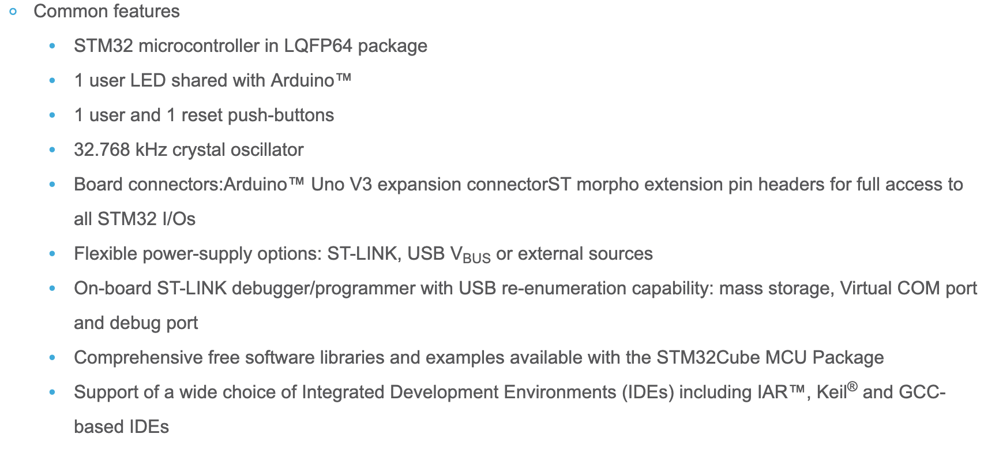 Common features
STM32 microcontroller in LQFP64 package
1 user LED shared with Arduino™
1 user and 1 reset push-buttons
32.768 kHz crystal oscillator
Board connectors:Arduino™ Uno V3 expansion connectorST morpho extension pin headers for full access to
all STM32 I/Os
Flexible power-supply options: ST-LINK, USB VBUS or external sources
On-board ST-LINK debugger/programmer with USB re-enumeration capability: mass storage, Virtual COM port
and debug port
Comprehensive free software libraries and examples available with the STM32Cube MCU Package
Support of a wide choice of Integrated Development Environments (IDEs) including IAR™, Keil® and GCC-
based IDEs